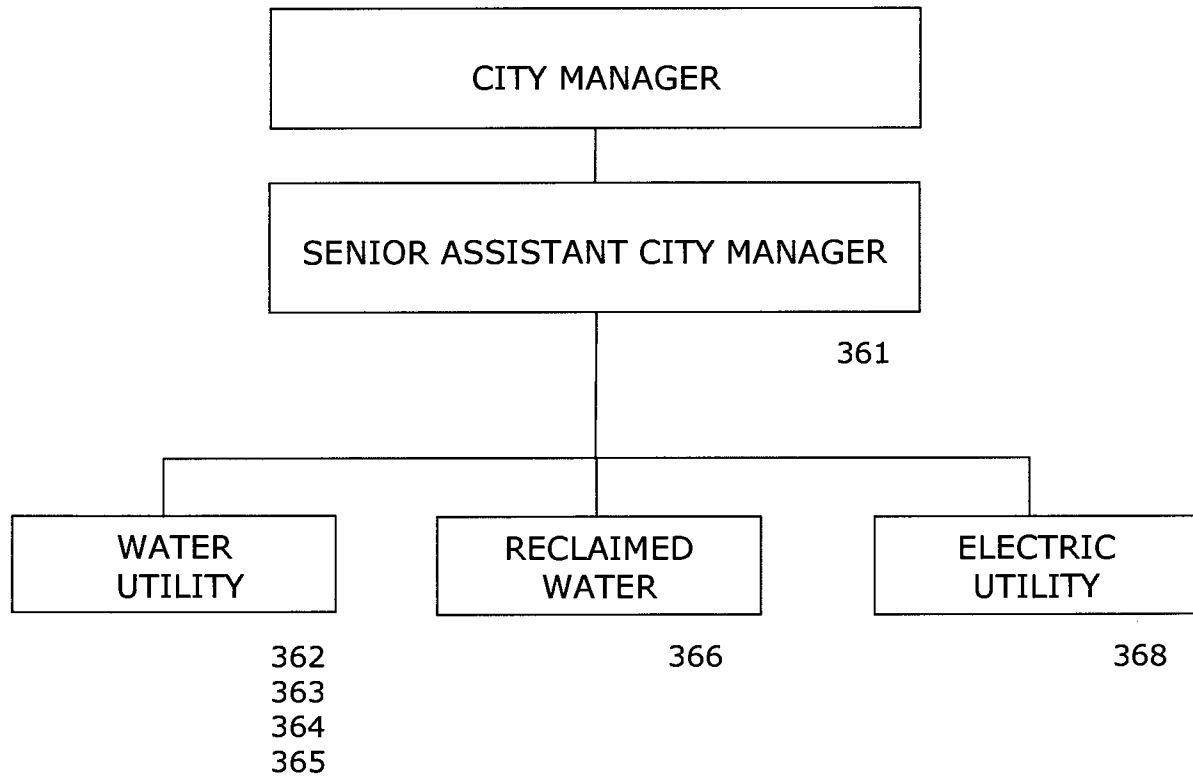 CITY MANAGER
SENIOR ASSISTANT CITY MANAGER
361
WATER
UTILITY
362
363
364
365
RECLAIMED
WATER
366
ELECTRIC
UTILITY
368